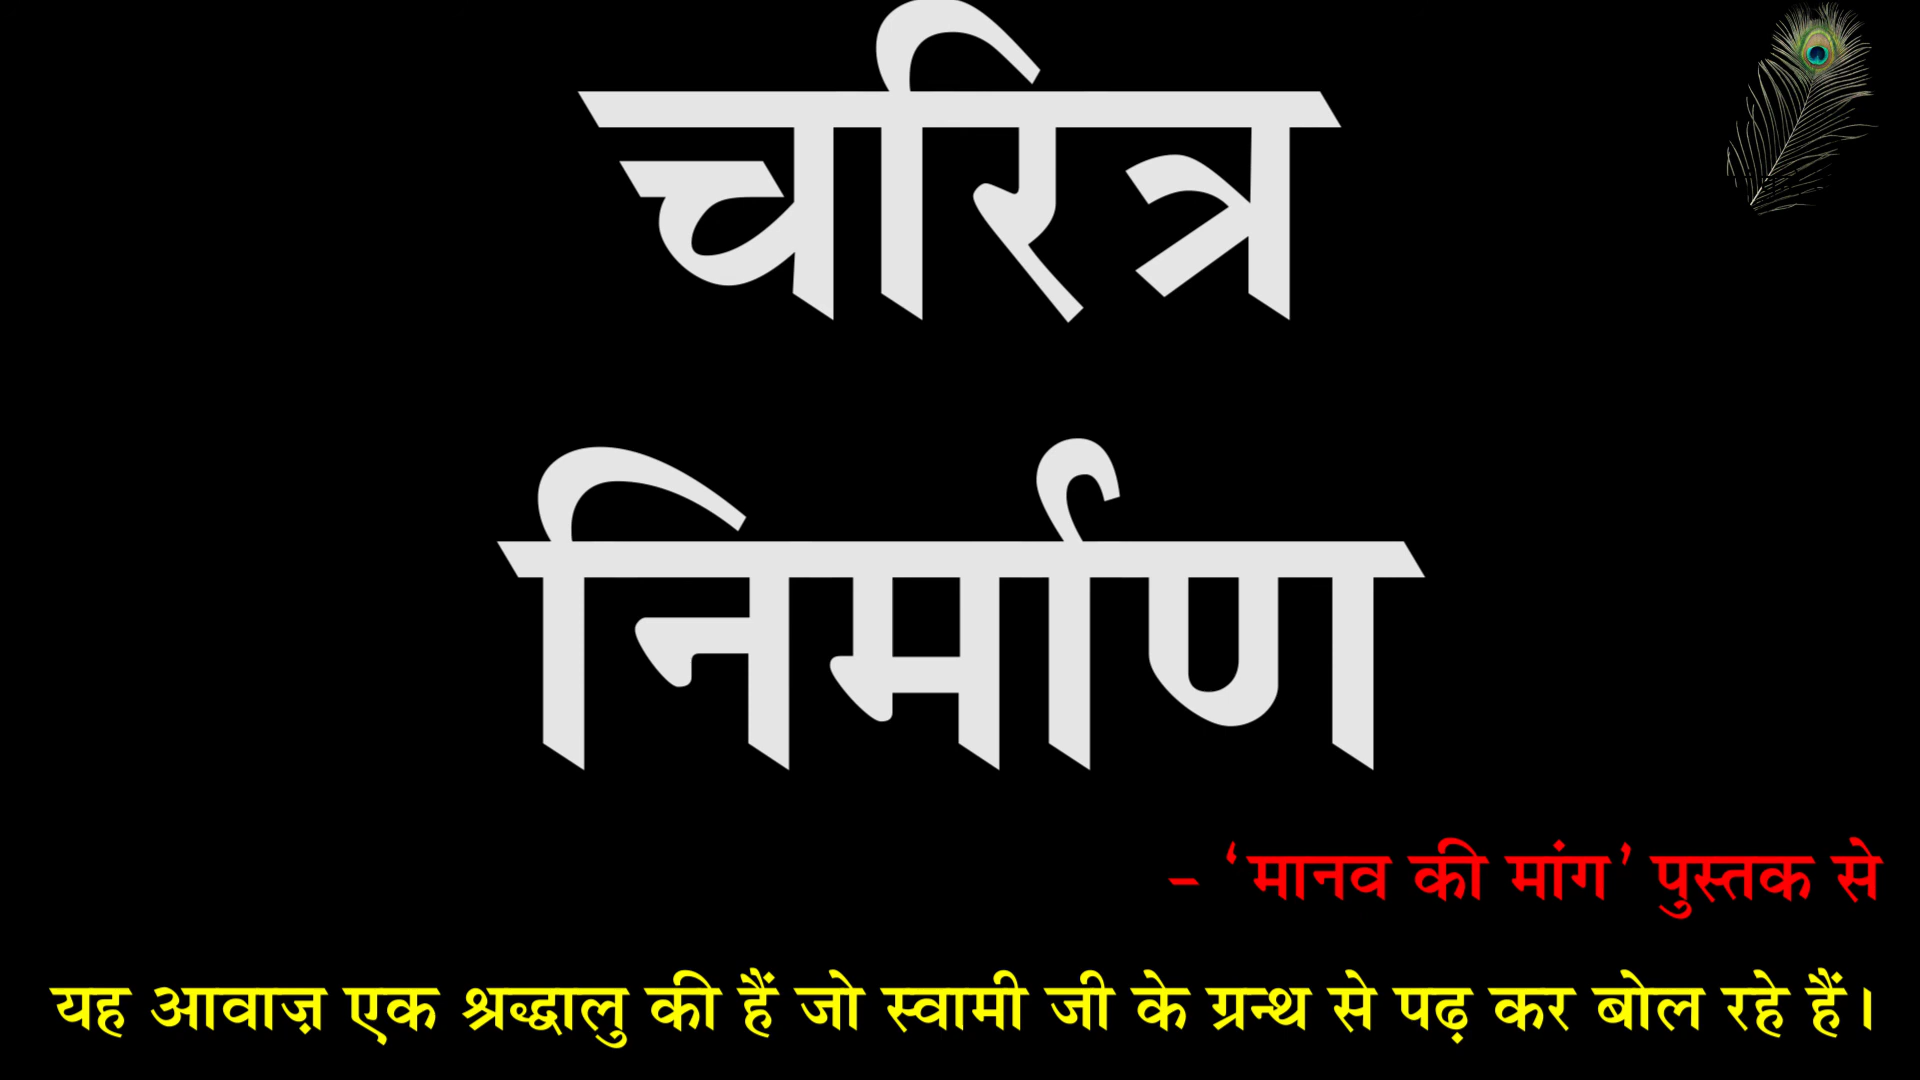 चरित्र
निर्माण
- ‘मानव की मांग’ पुस्तक से
यह आवाज़ एक श्रद्धालु की हैं जो स्वामी जी के ग्रन्थ से पढ़ कर बोल रहे हैं।